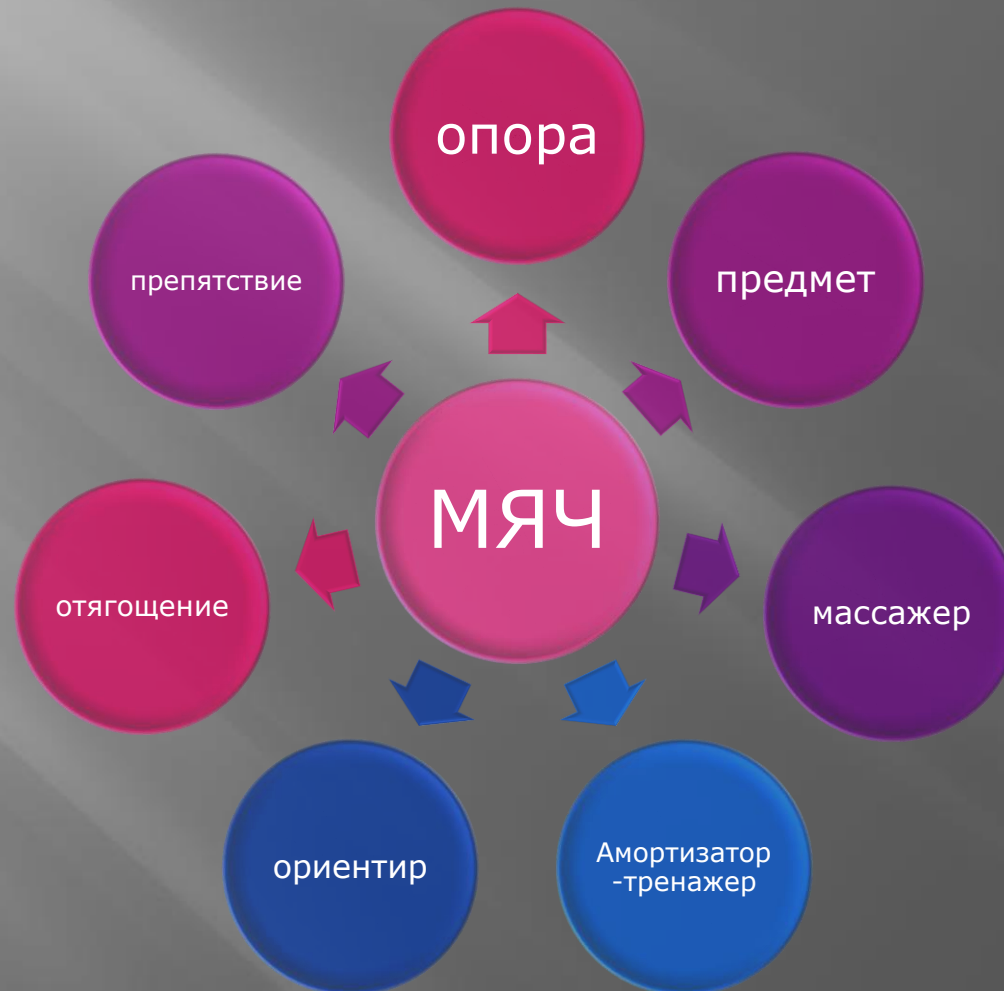 опора
предмет
препятствие
МЯЧ
отягощение
массажер
ориентир
Амортизатор
-тренажер